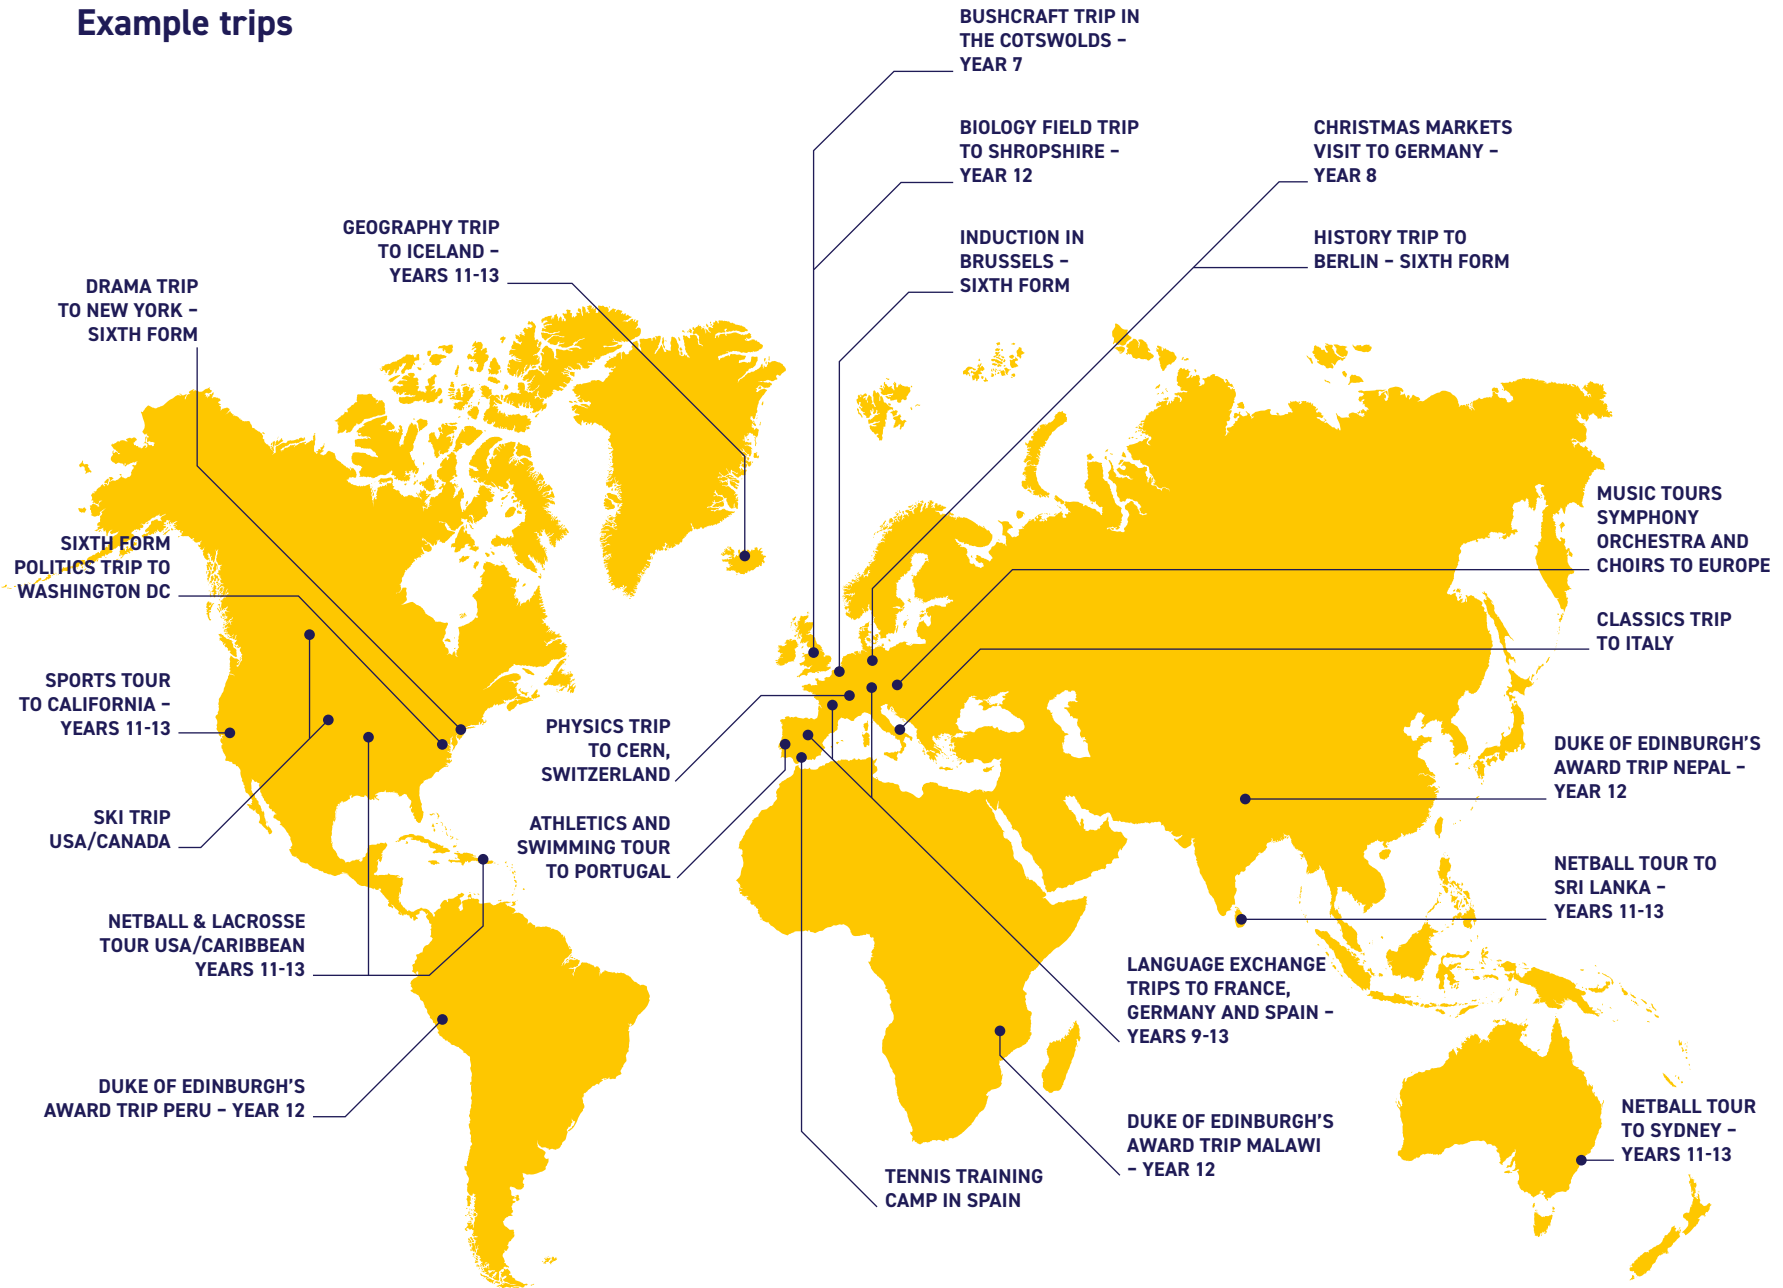 Example trips
BUSHCRAFT TRIP IN
THE COTSWOLDS –
YEAR 7
BIOLOGY FIELD TRIP
TO SHROPSHIRE –
YEAR 12
CHRISTMAS MARKETS
VISIT TO GERMANY –
YEAR 8
GEOGRAPHY TRIP
TO ICELAND –
YEARS 11-13
INDUCTION IN
BRUSSELS –
SIXTH FORM
HISTORY TRIP TO
BERLIN – SIXTH FORM
DRAMA TRIP
TO NEW YORK –
SIXTH FORM
MUSIC TOURS
SYMPHONY
ORCHESTRA AND
CHOIRS TO EUROPE
SIXTH FORM
POLITICS TRIP TO
WASHINGTON DC
CLASSICS TRIP
TO ITALY
SPORTS TOUR
TO CALIFORNIA –
YEARS 11-13
PHYSICS TRIP
TO CERN,
SWITZERLAND
DUKE OF EDINBURGH'S
AWARD TRIP NEPAL –
YEAR 12
SKI TRIP
USA/CANADA
ATHLETICS AND
SWIMMING TOUR
TO PORTUGAL
NETBALL TOUR TO
SRI LANKA –
YEARS 11-13
NETBALL & LACROSSE
TOUR USA/CARIBBEAN
YEARS 11-13
LANGUAGE EXCHANGE
TRIPS TO FRANCE,
GERMANY AND SPAIN –
YEARS 9-13
DUKE OF EDINBURGH'S
AWARD TRIP PERU – YEAR 12
DUKE OF EDINBURGH'S
AWARD TRIP MALAWI
– YEAR 12
NETBALL TOUR
TO SYDNEY –
YEARS 11-13
TENNIS TRAINING
CAMP IN SPAIN